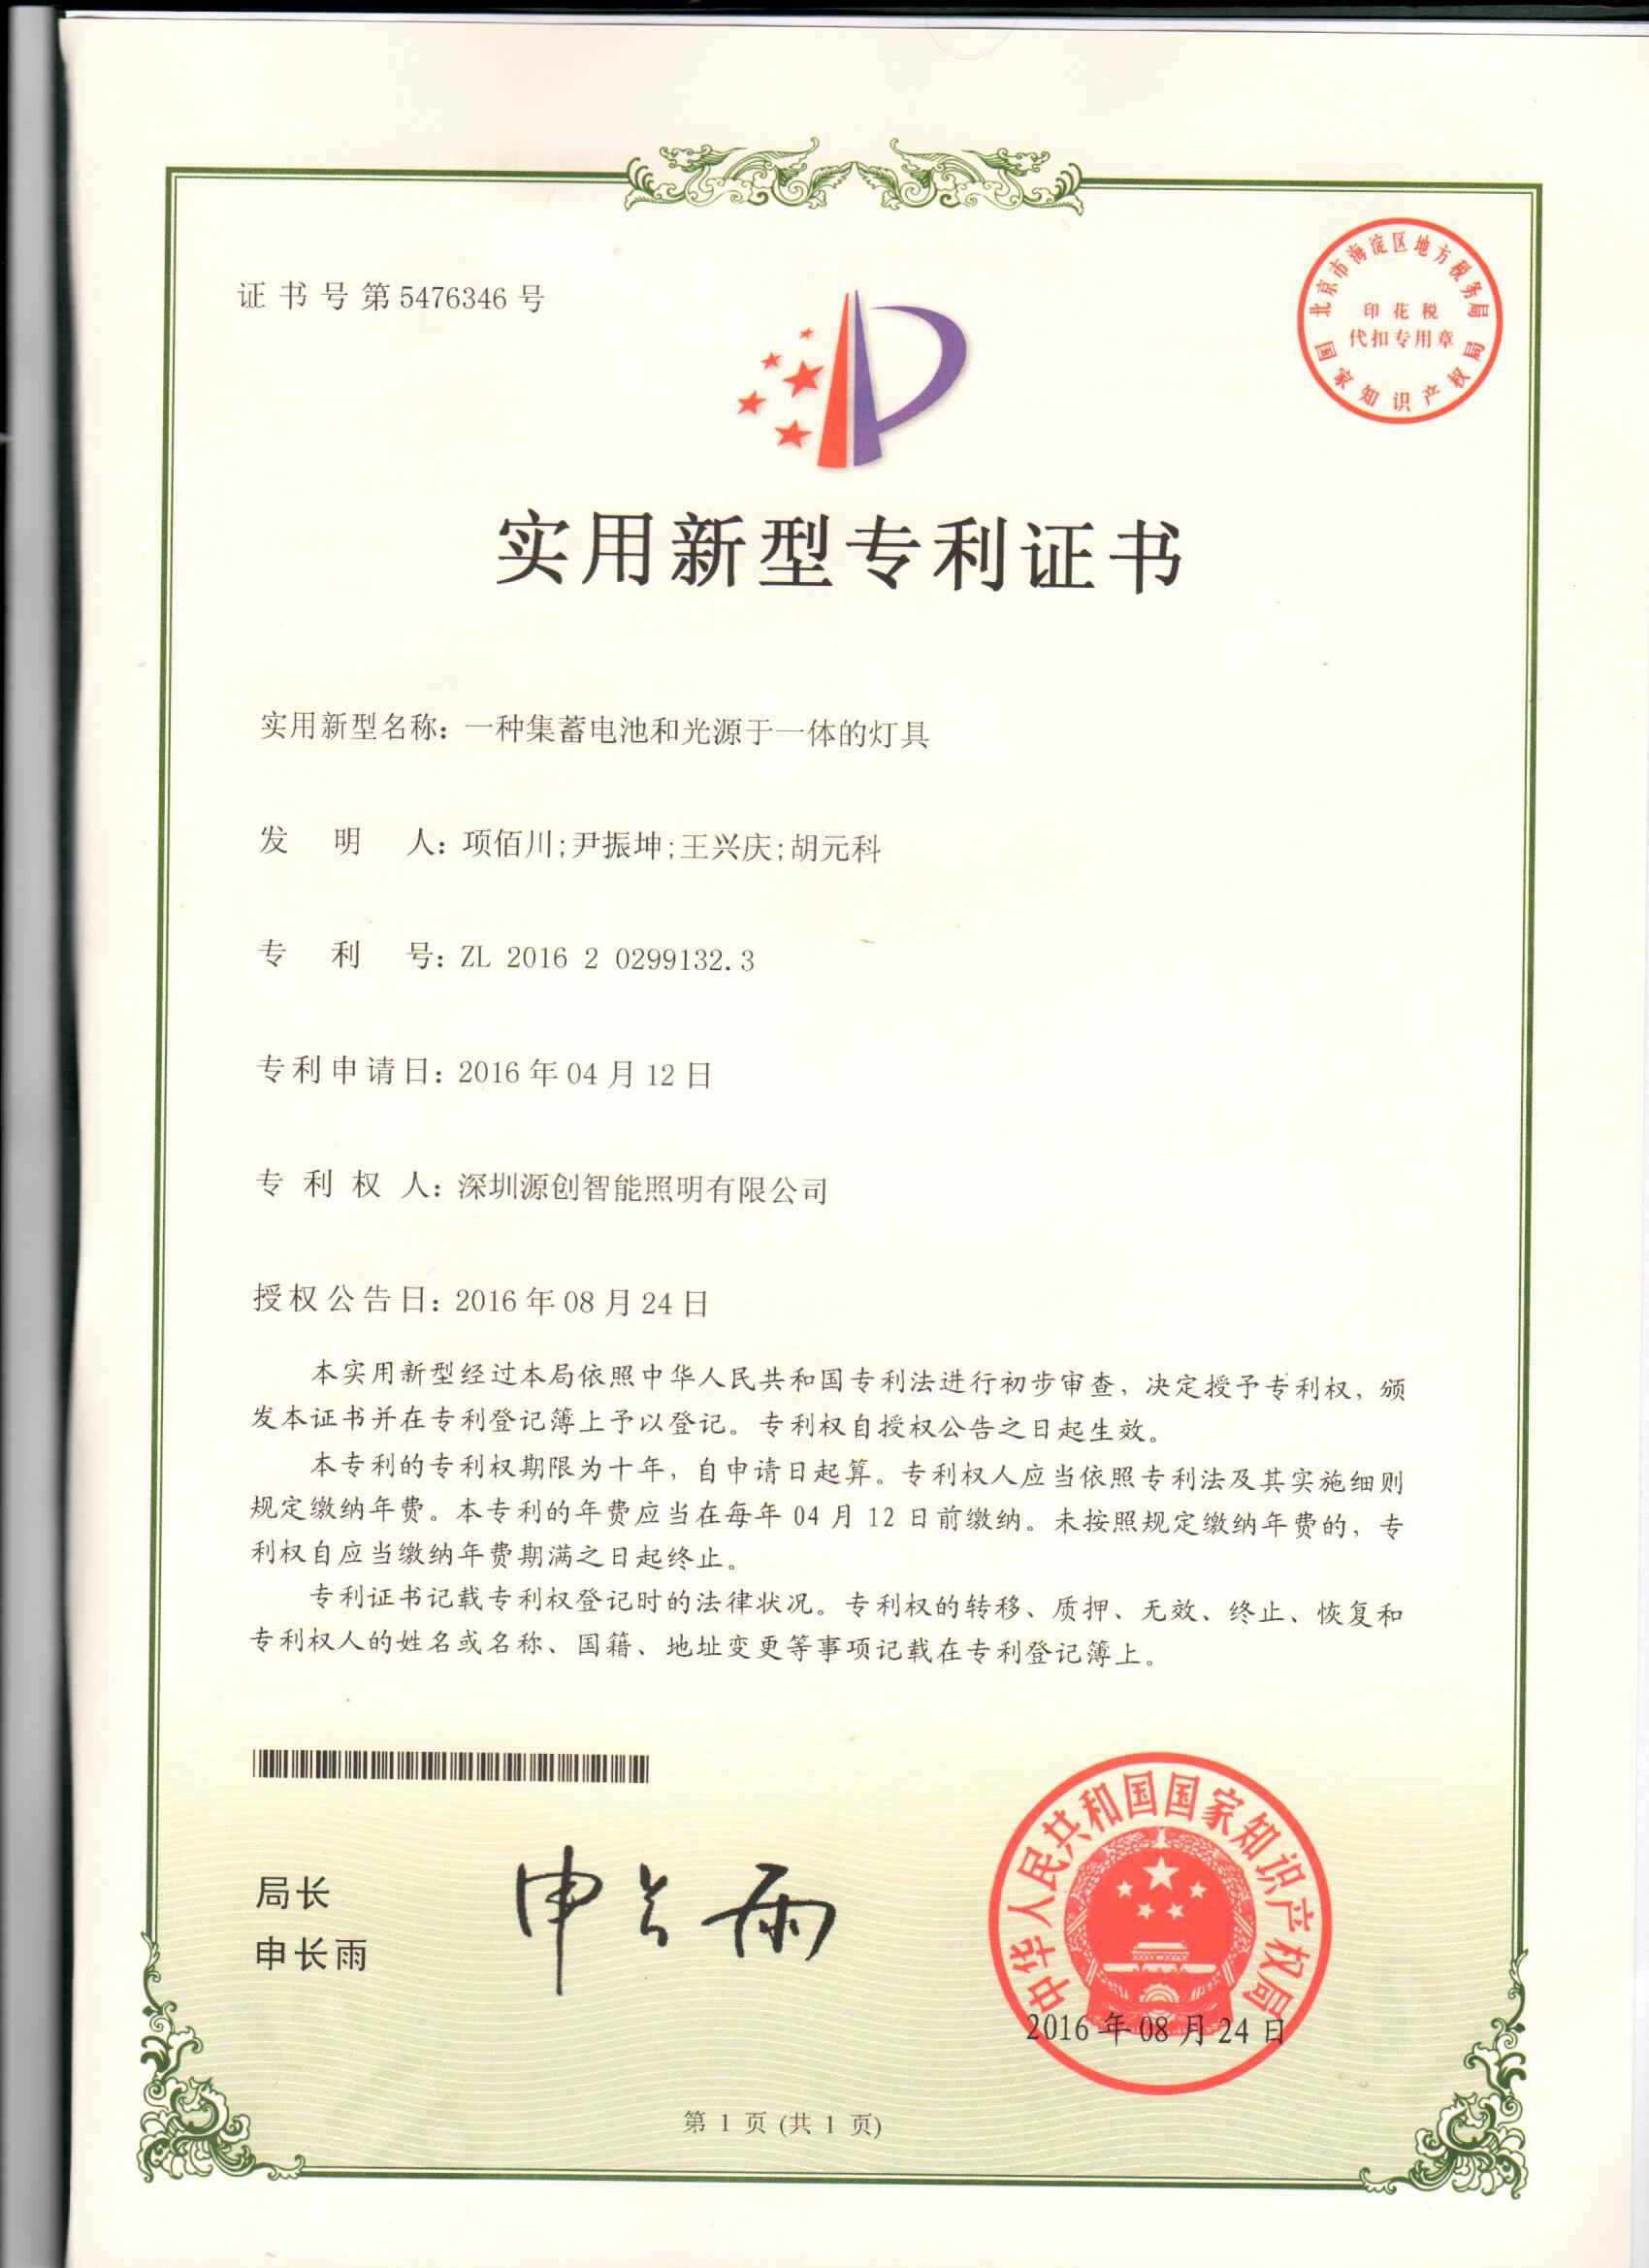 证书号第5476346号
北京市海淀区地方税务局
印花税
代扣专用章
国家知识产权局
实用新型专利证书
实用新型名称：一种集蓄电池和光源于一体的灯具
发明人：项佰川;尹振坤;王兴庆;胡元科
专利号：ZL 2016 2 0299132.3
专利申请日：2016年04月12日
专利权人：深圳源创智能照明有限公司
授权公告日：2016年08月24日
本实用新型经过本局依照中华人民共和国专利法进行初步审查，决定授予专利权，颁
发本证书并在专利登记簿上予以登记。专利权自授权公告之日起生效。
本专利的专利权期限为十年，自申请日起算。专利权人应当依照专利法及其实施细则
规定缴纳年费。本专利的年费应当在每年04月12日前缴纳。未按照规定缴纳年费的，专
利权自应当缴纳年费期满之日起终止。
专利证书记载专利权登记时的法律状况。专利权的转移、质押、无效、终止、恢复和
专利权人的姓名或名称、国籍、地址变更等事项记载在专利登记簿上。
局长
申长雨
申长雨
中华人民共和国国家知识产权局
2016年08月24日
第 1 页 (共 1 页)